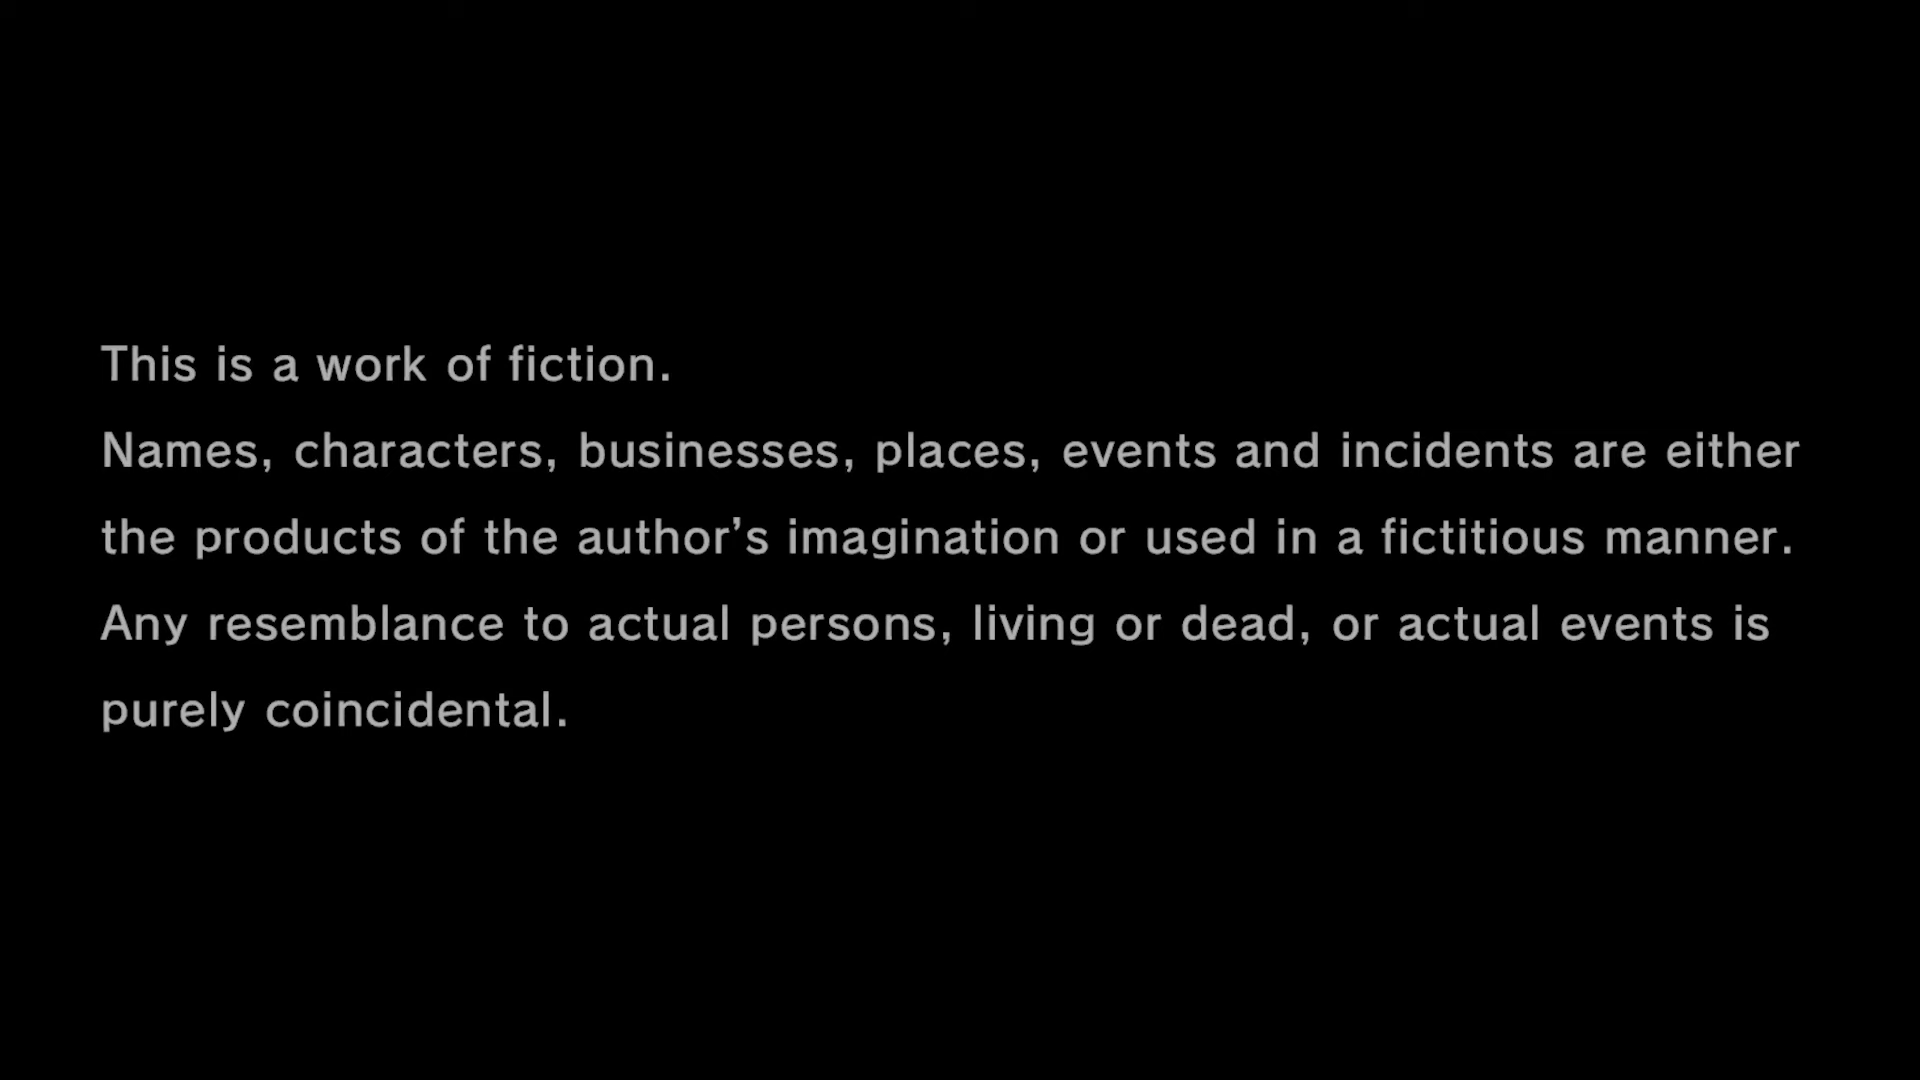 This is a work of fiction.
Names, characters, businesses, places, events and incidents are either
the products of the author’s imagination or used in a fictitious manner.
Any resemblance to actual persons, living or dead, or actual events is
purely coincidental.